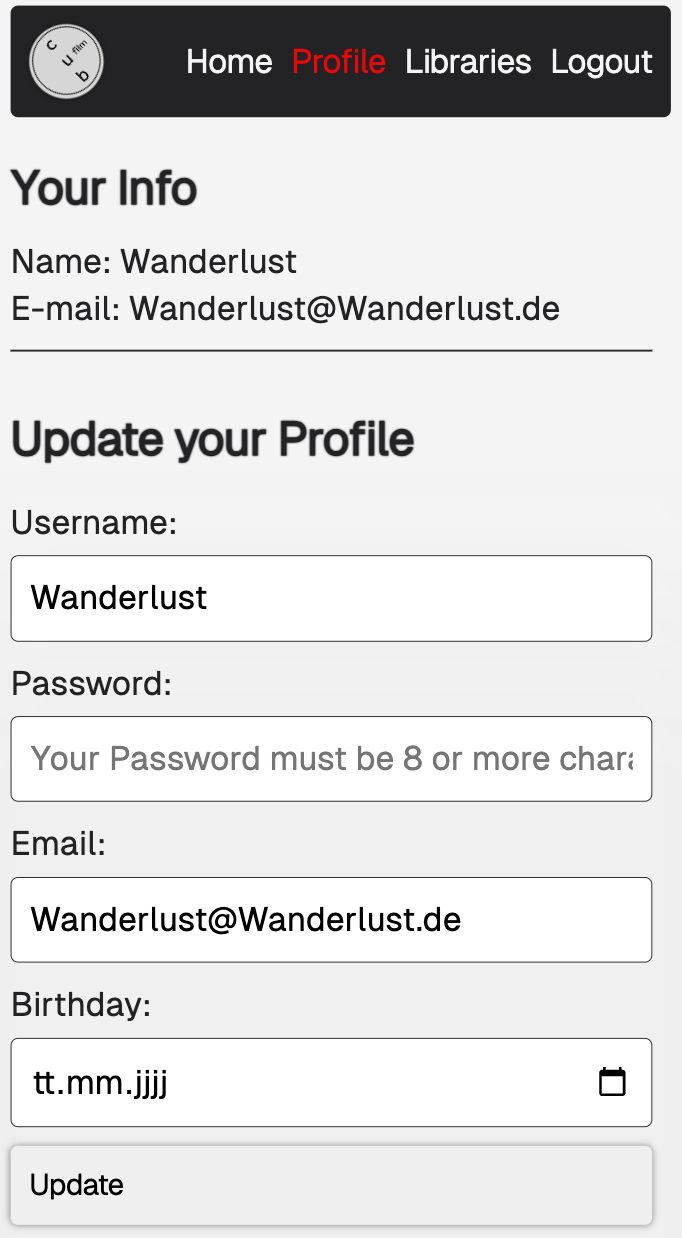 c
u film
b
Home Profile Libraries Logout
Your Info
Name: Wanderlust
E-mail: Wanderlust@Wanderlust.de
Update your Profile
Username:
Wanderlust
Password:
Your Password must be 8 or more
Email:
Wanderlust@Wanderlust.de
Birthday:
tt.mm.jjjj
Update